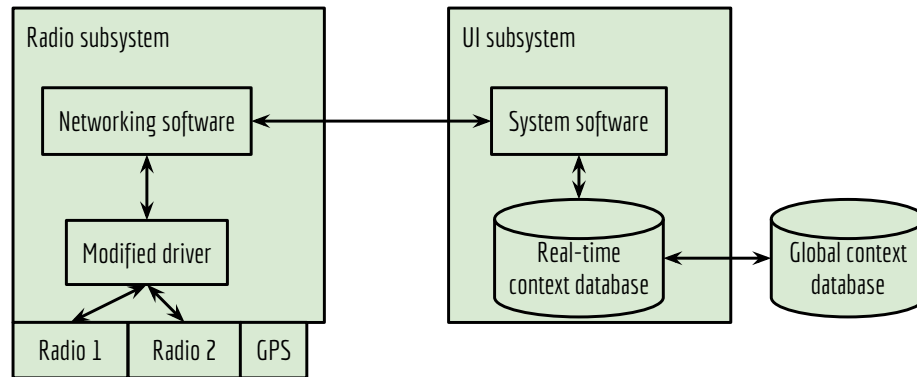 Radio subsystem
UI subsystem
Networking software
System software
Modified driver
Real-time
context database
Global context
database
Radio 1
Radio 2
GPS